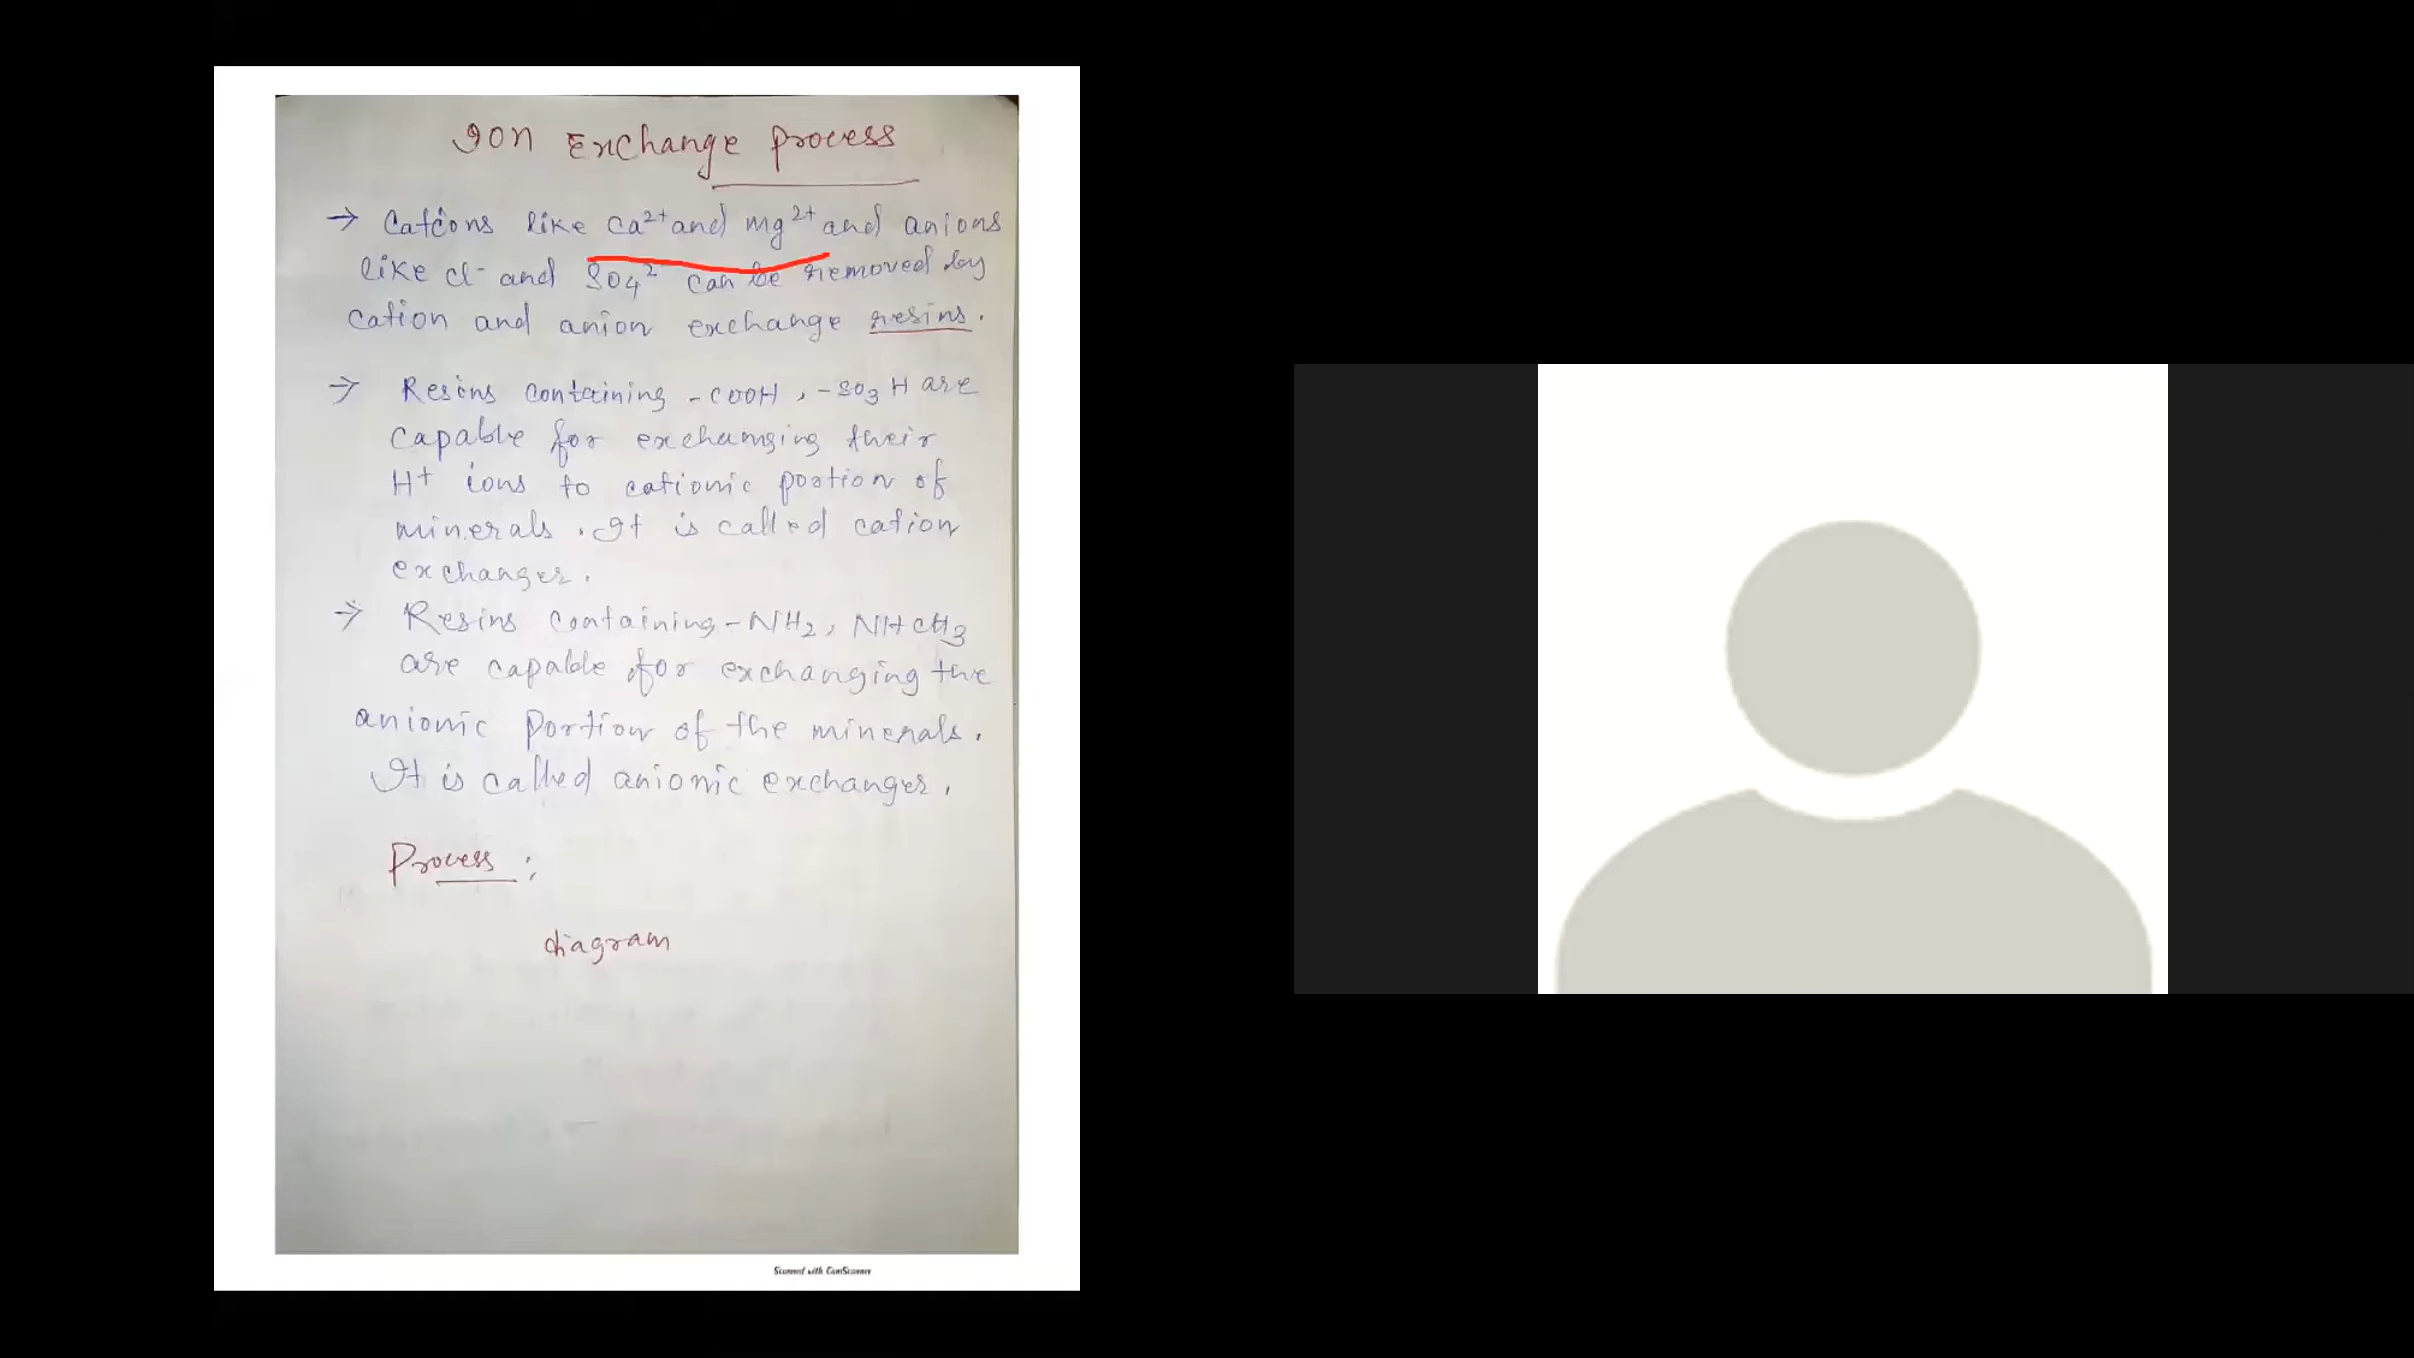 Ion Exchange Process
→ Cations like Ca²⁺ and Mg²⁺ and anions
like Cl⁻ and SO₄²⁻ can be removed by
cation and anion exchange resins.
→ Resins containing -COOH, -SO₃H are
capable for exchanging their
H⁺ ions to cationic portion of
minerals. It is called cation
exchanger.
→ Resins containing -NH₂, NHCH₃
are capable for exchanging the
anionic portion of the minerals.
It is called anionic exchanger.
Process :
diagram
Scanned with CamScanner